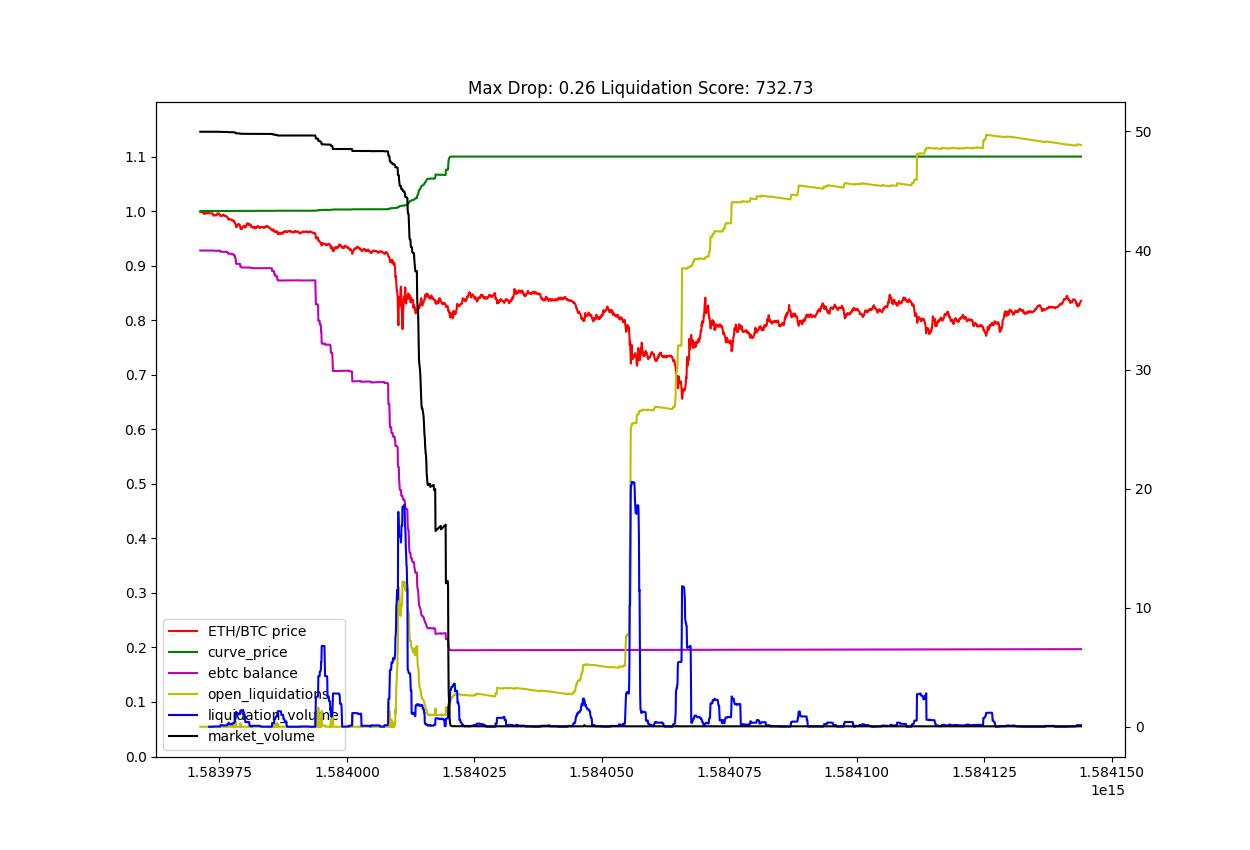 Max Drop: 0.26 Liquidation Score: 732.73
1.1
1.0
0.9
0.8
0.7
0.6
0.5
0.4
0.3
0.2
0.1
0.0
50
40
30
20
10
0
ETH/BTC price
curve_price
ebtc balance
open_liquidations
liquidation_volume
market_volume
1.583975 1.584000 1.584025 1.584050 1.584075 1.584100 1.584125 1.584150
1e15